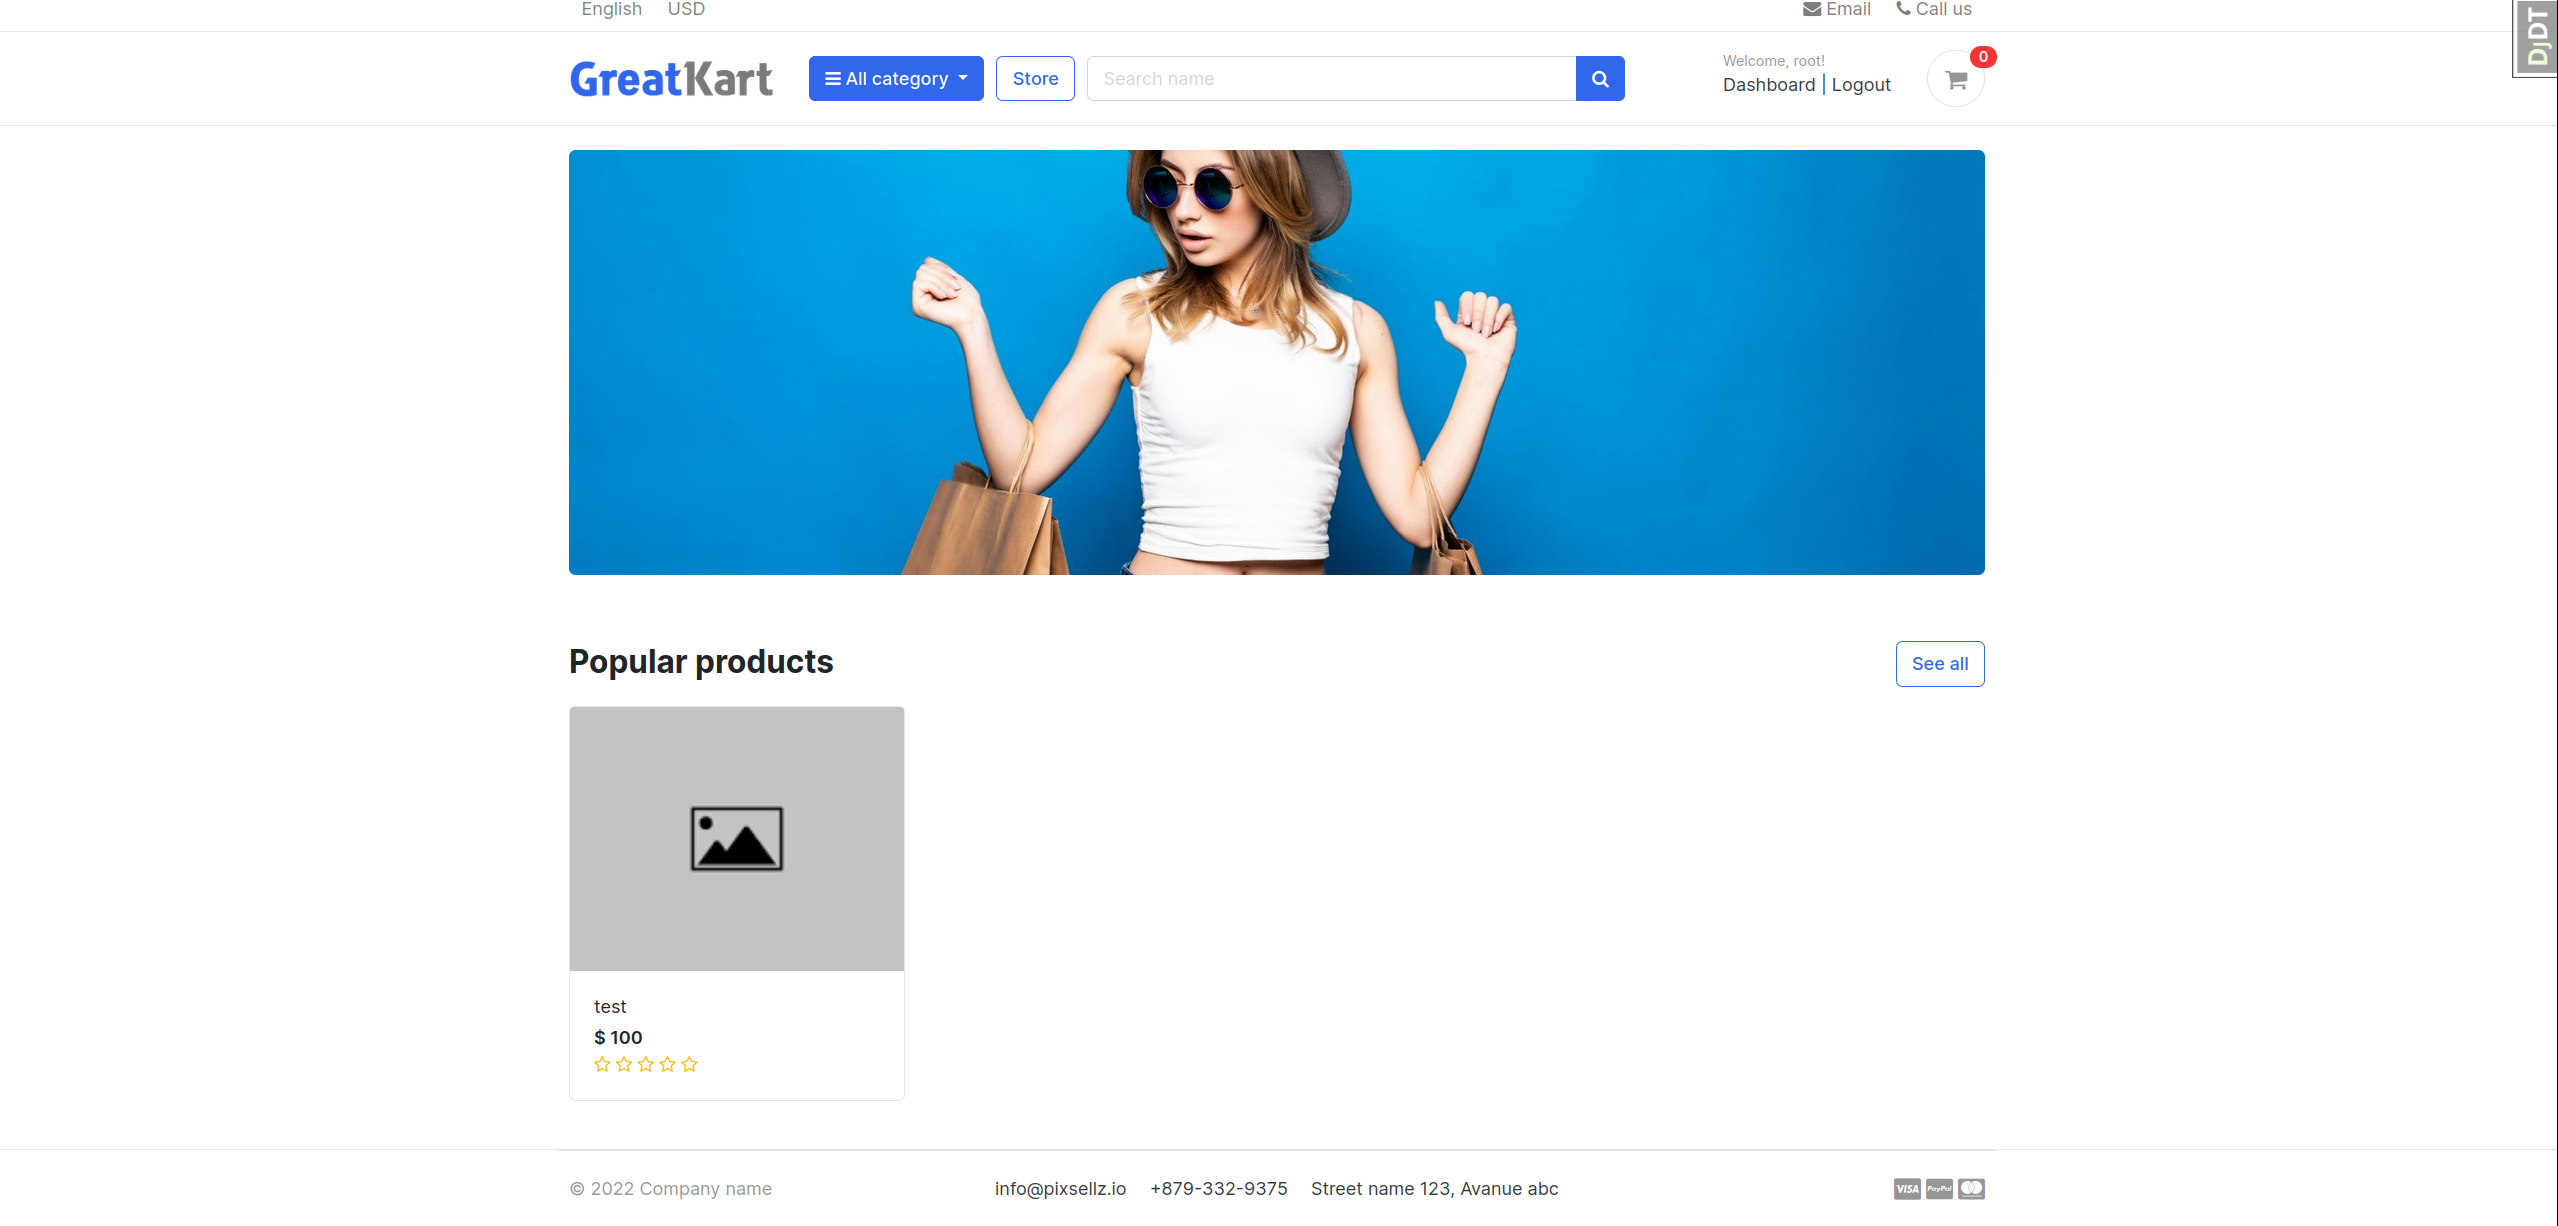 English USD Email Call us
DjDT
GreatKart All category Store Search name
Welcome, root!
Dashboard | Logout
0
Popular products See all
test
$ 100
© 2022 Company name info@pixsellz.io +879-332-9375 Street name 123, Avanue abc VISA PayPal